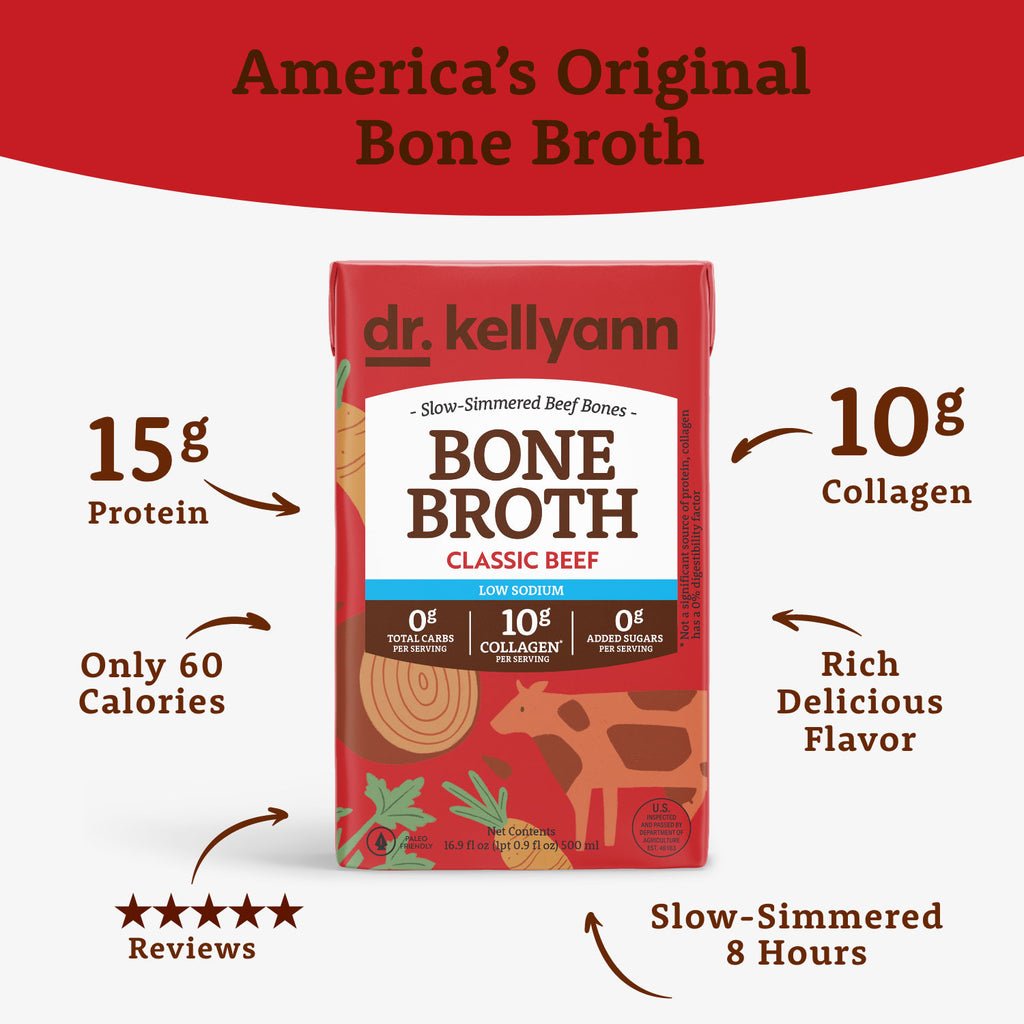 America's Original
Bone Broth
dr. kellyann
- Slow-Simmered Beef Bones -
BONE
BROTH
CLASSIC BEEF
LOW SODIUM
0g
TOTAL CARBS
PER SERVING
10g
COLLAGEN*
PER SERVING
0g
ADDED SUGARS
PER SERVING
* Not a significant source of protein, collagen
has a 0% digestibility factor
PALEO
FRIENDLY
Net Contents
16.9 fl oz (1pt 0.9 fl oz) 500 ml
U.S.
INSPECTED
AND PASSED BY
DEPARTMENT OF
AGRICULTURE
EST. 48183
15g
Protein
Only 60
Calories
★★★★★
Reviews
10g
Collagen
Rich
Delicious
Flavor
Slow-Simmered
8 Hours